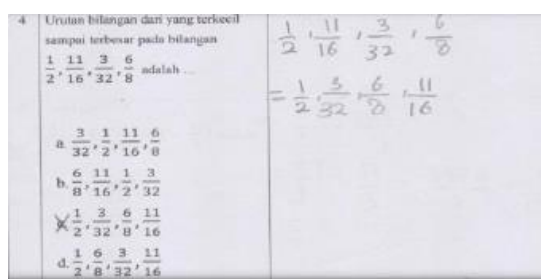 4 Urutan bilangan dari yang terkecil
sampai terbesar pada bilangan
1/2, 11/16, 3/32, 6/8 adalah ...
a. 3/32, 1/2, 11/16, 6/8
b. 6/8, 11/16, 1/2, 3/32
c. 1/2, 3/32, 6/8, 11/16
d. 1/2, 6/8, 3/32, 11/16
1/2, 11/16, 3/32, 6/8
= 1/2, 3/32, 6/8, 11/16